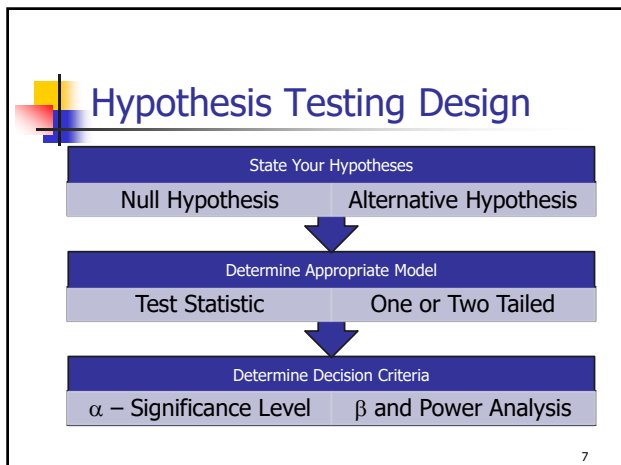 Hypothesis Testing Design
State Your Hypotheses
Null Hypothesis Alternative Hypothesis
Determine Appropriate Model
Test Statistic One or Two Tailed
Determine Decision Criteria
α – Significance Level β and Power Analysis
7